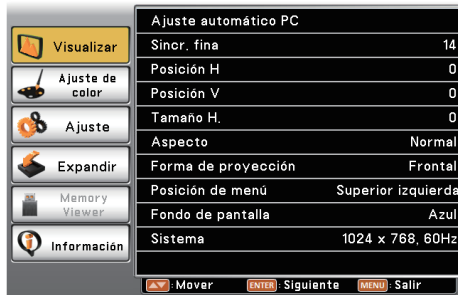 Visualizar
Ajuste de
color
Ajuste
Expandir
Memory
Viewer
Información
Ajuste automático PC
Sincr. fina 14
Posición H 0
Posición V 0
Tamaño H. 0
Aspecto Normal
Forma de proyección Frontal
Posición de menú Superior izquierda
Fondo de pantalla Azul
Sistema 1024 x 768, 60Hz
:Mover ENTER :Siguiente MENU :Salir